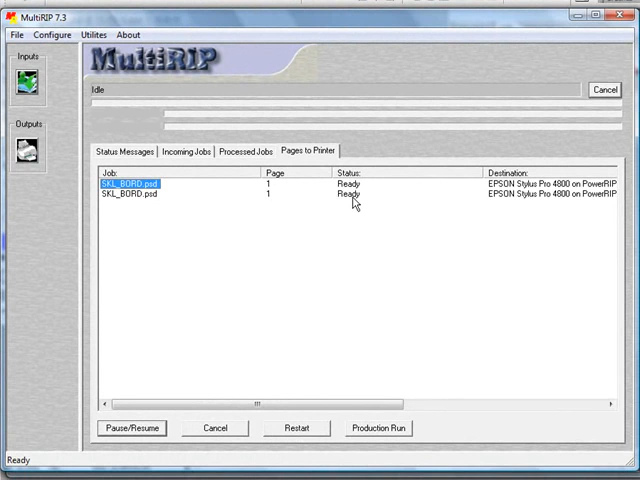 MultiRIP 7.3
File Configure Utilites About
Inputs
Outputs
MultiRIP
Idle
Cancel
Status Messages Incoming Jobs Processed Jobs Pages to Printer
Job: Page Status: Destination:
SKL_BORD.psd 1 Ready EPSON Stylus Pro 4800 on PowerRIP
SKL_BORD.psd 1 Ready EPSON Stylus Pro 4800 on PowerRIP
Pause/Resume Cancel Restart Production Run
Ready